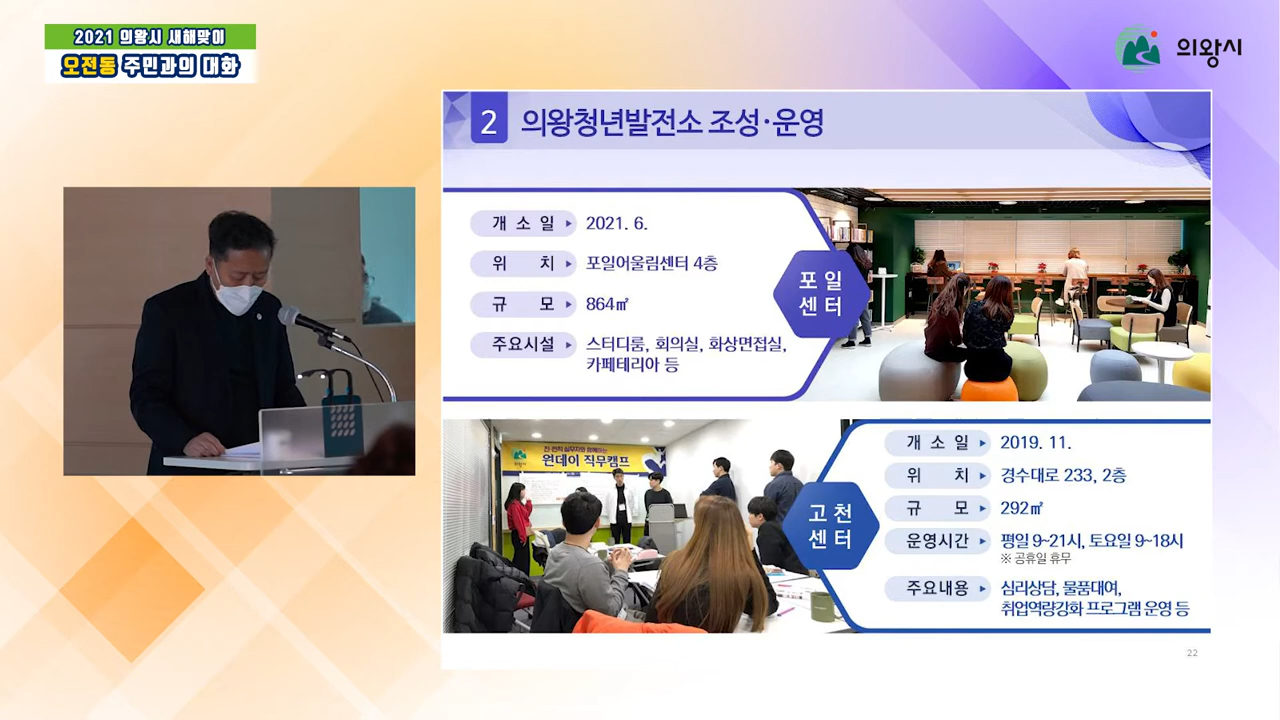 2021 의왕시 새해맞이
오전동 주민과의 대화
의왕시
2 의왕청년발전소 조성·운영
개 소 일 ▸ 2021. 6.
위 치 ▸ 포일어울림센터 4층
규 모 ▸ 864㎡
주요시설 ▸ 스터디룸, 회의실, 화상면접실,
카페테리아 등
포 일
센 터
원데이 직무캠프
고 천
센 터
개 소 일 ▸ 2019. 11.
위 치 ▸ 경수대로 233, 2층
규 모 ▸ 292㎡
운영시간 ▸ 평일 9~21시, 토요일 9~18시
※ 공휴일 휴무
주요내용 ▸ 심리상담, 물품대여,
취업역량강화 프로그램 운영 등
22